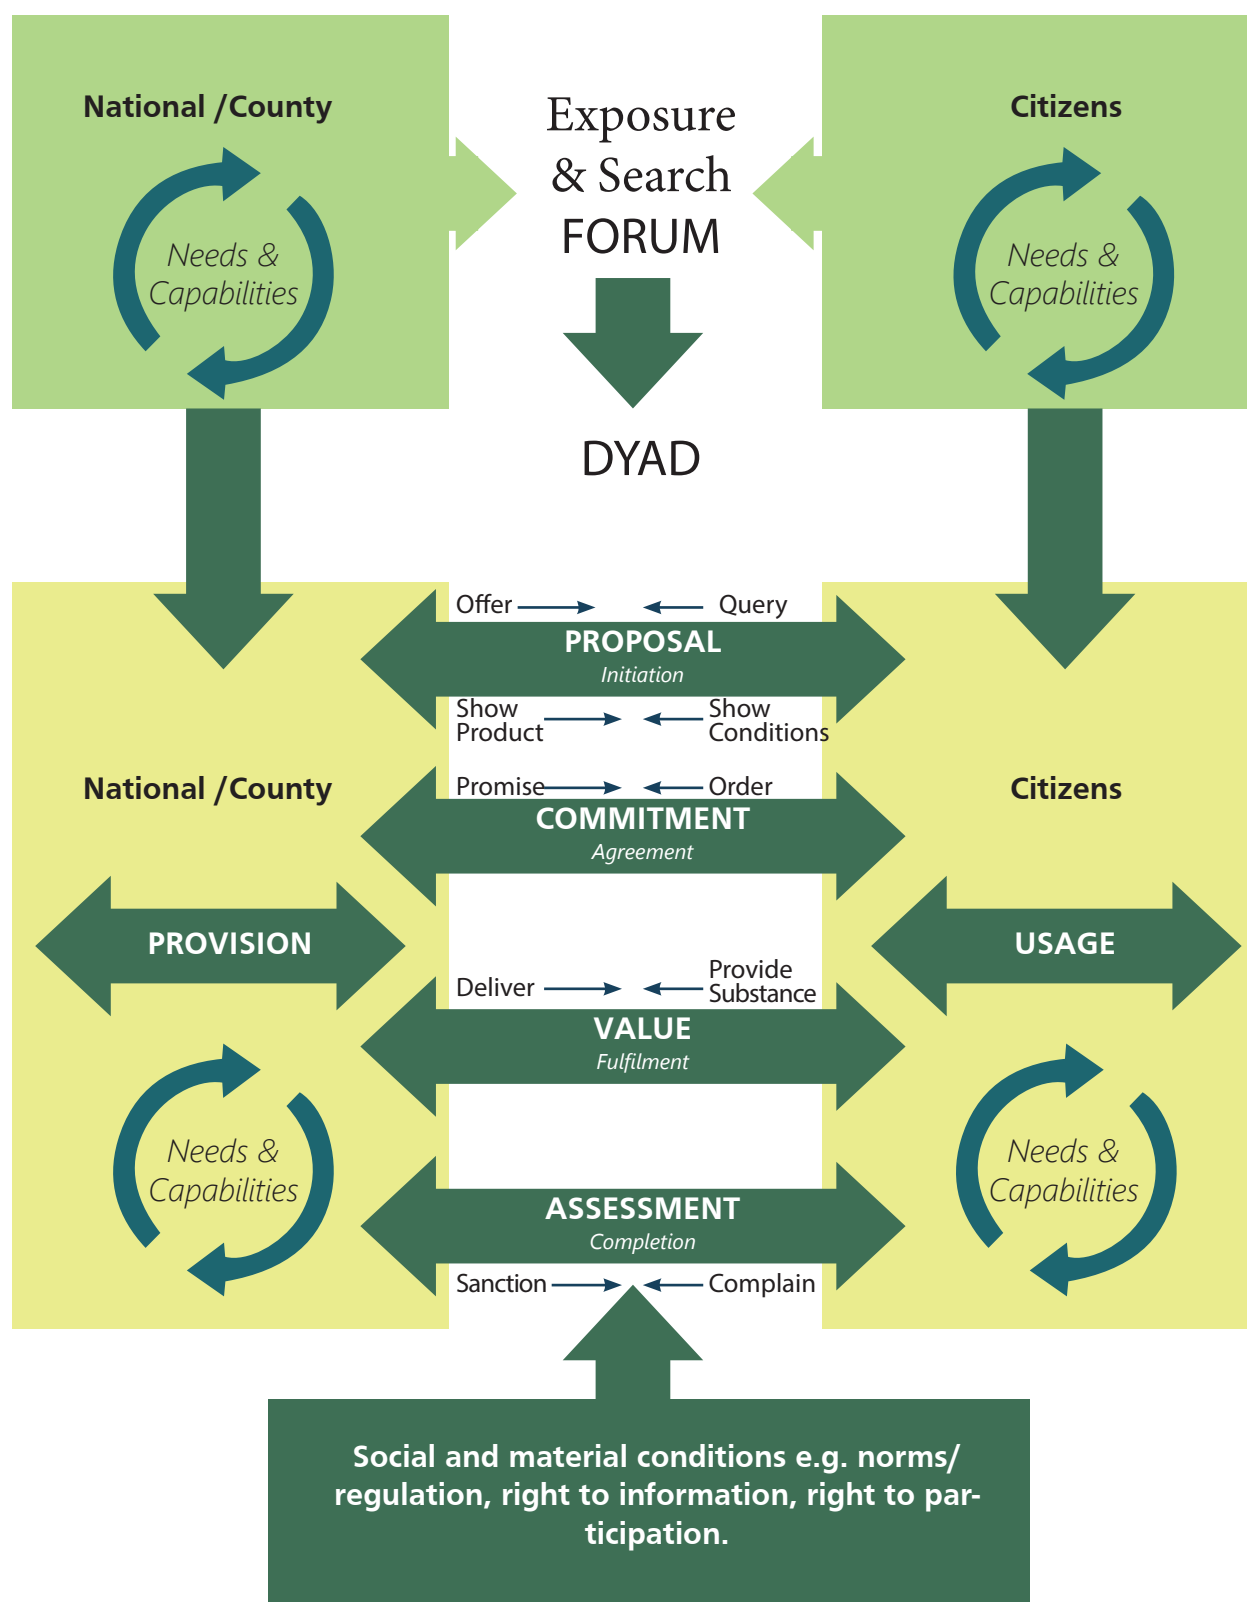 National /County
Exposure
& Search
FORUM
Citizens
Needs &
Capabilities
Needs &
Capabilities
DYAD
Offer
Query
PROPOSAL
Initiation
Show
Product
Show
Conditions
National /County
Citizens
Promise
Order
COMMITMENT
Agreement
PROVISION
USAGE
Deliver
Provide
Substance
VALUE
Fulfilment
Needs &
Capabilities
Needs &
Capabilities
ASSESSMENT
Completion
Sanction
Complain
Social and material conditions e.g. norms/
regulation, right to information, right to par-
ticipation.